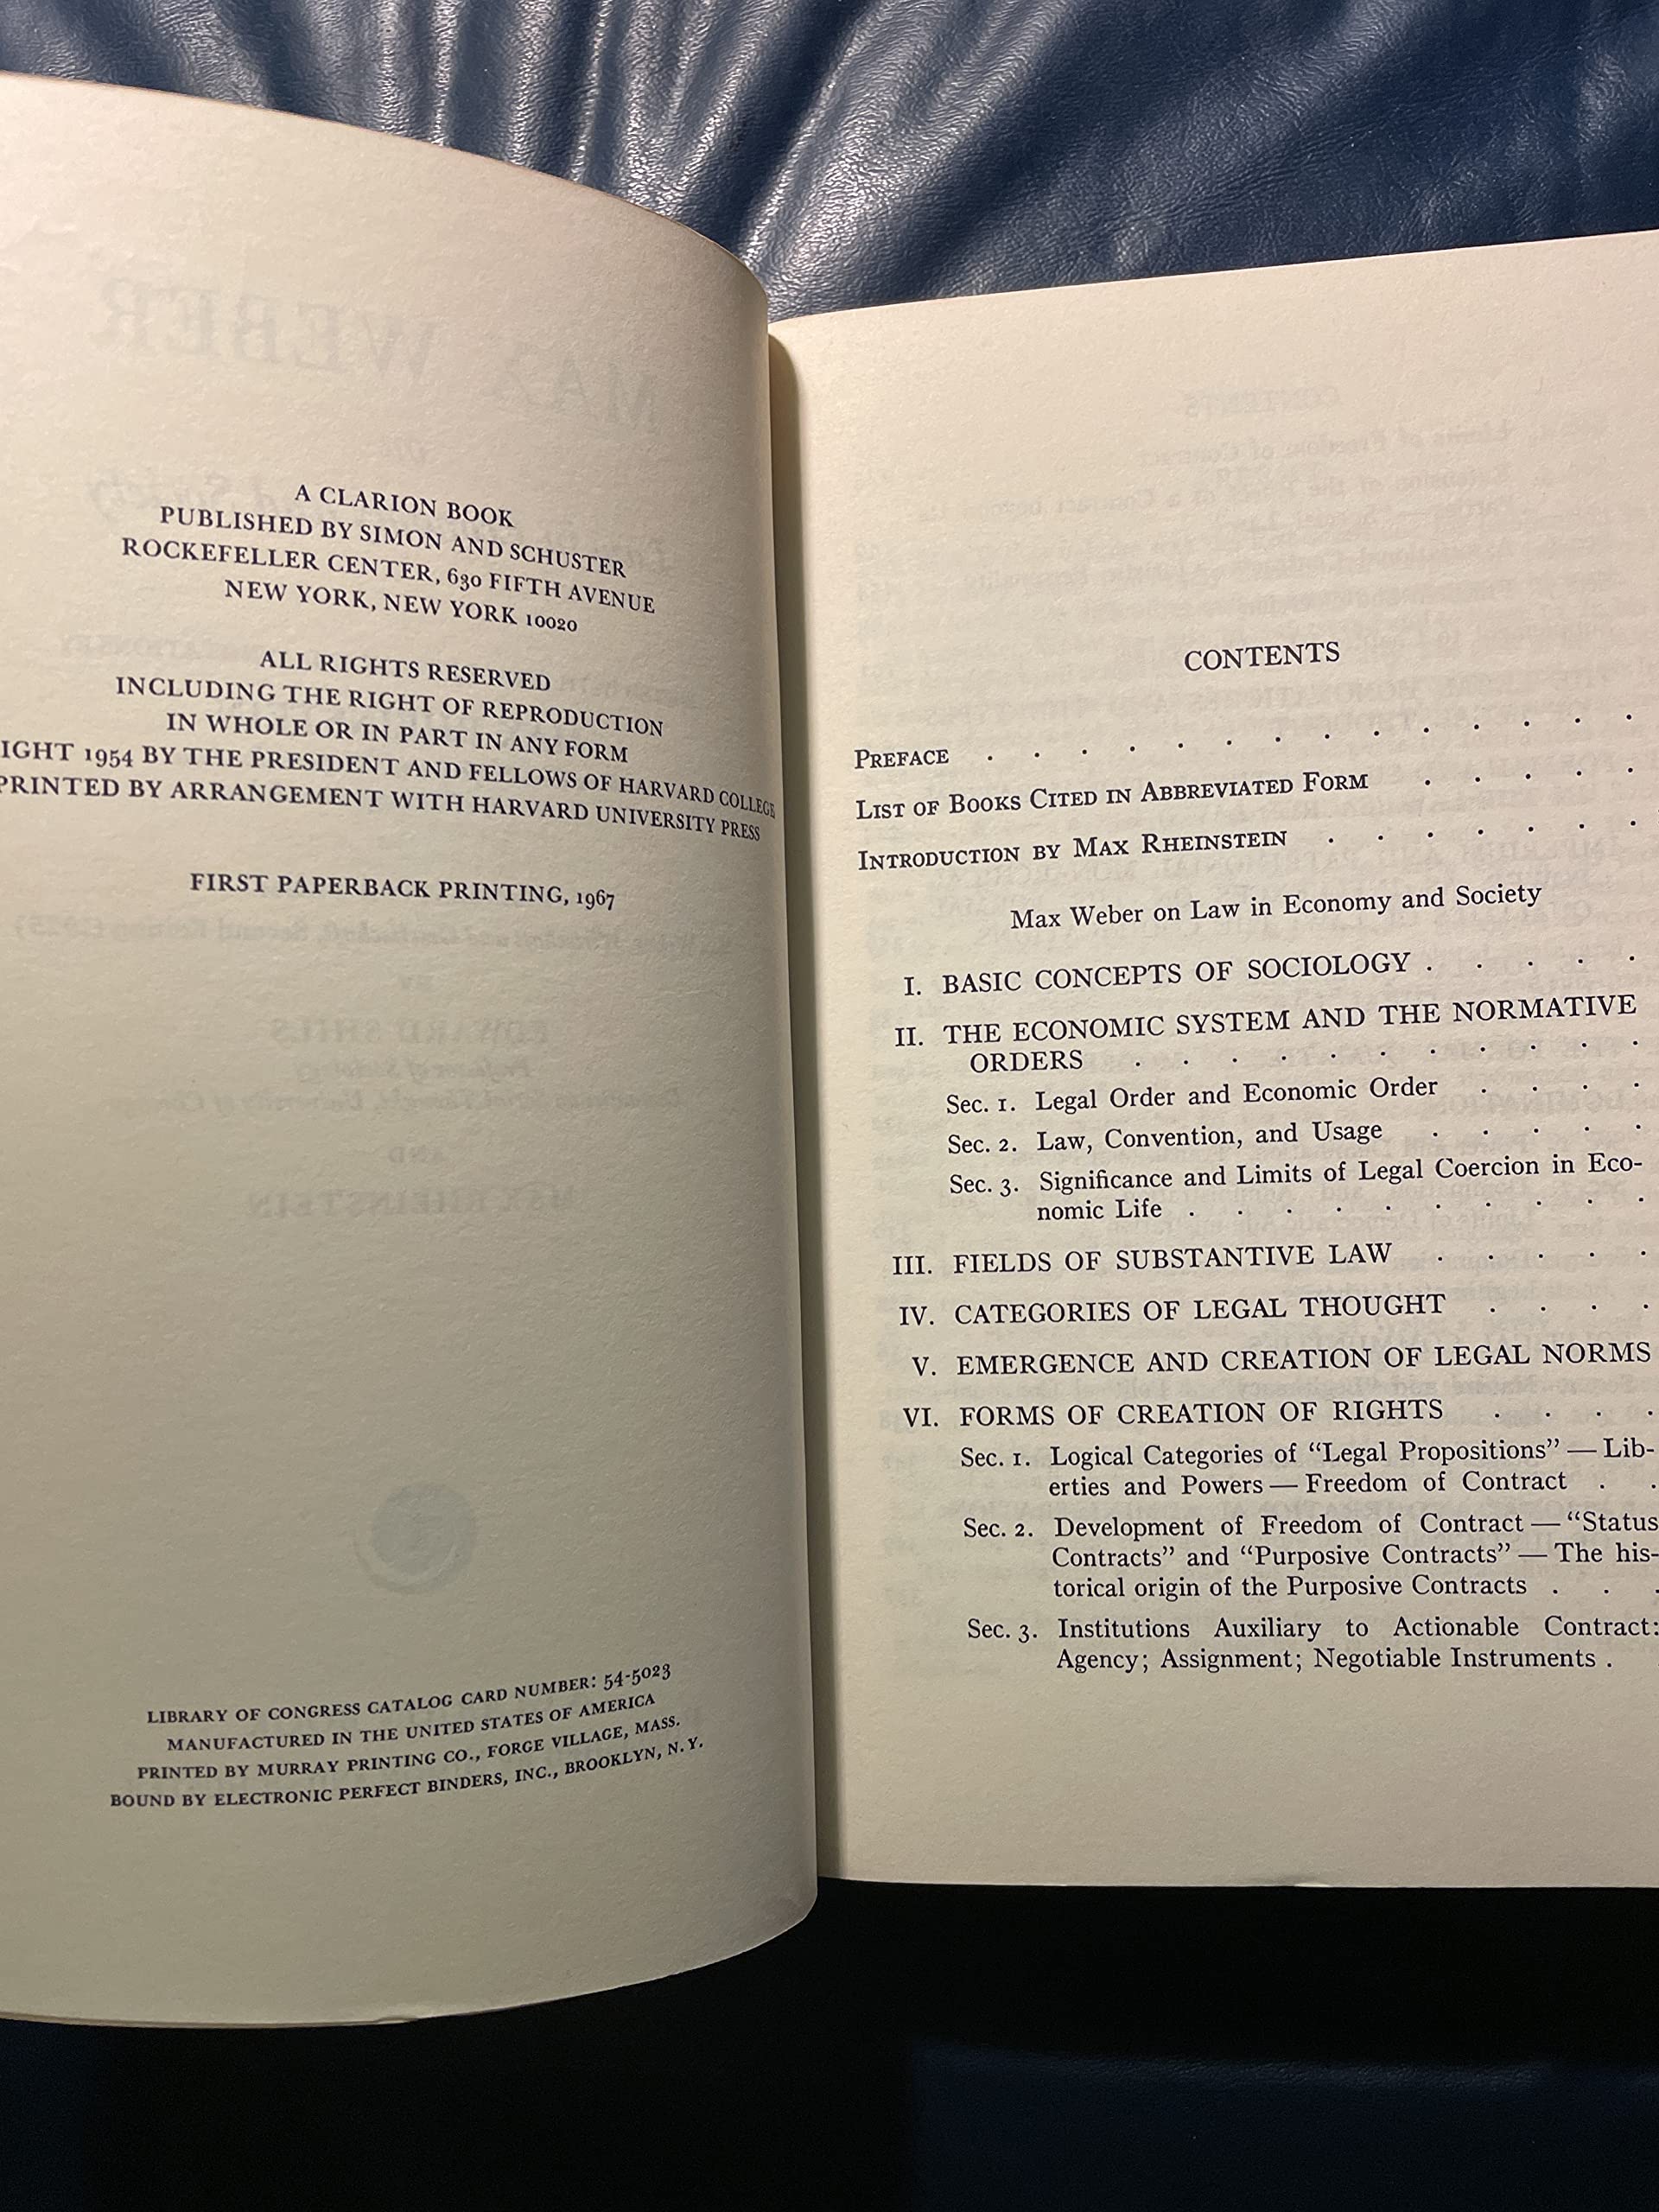 A CLARION BOOK
PUBLISHED BY SIMON AND SCHUSTER
ROCKEFELLER CENTER, 630 FIFTH AVENUE
NEW YORK, NEW YORK 10020
ALL RIGHTS RESERVED
INCLUDING THE RIGHT OF REPRODUCTION
IN WHOLE OR IN PART IN ANY FORM
IGHT 1954 BY THE PRESIDENT AND FELLOWS OF HARVARD COLLEGE
PRINTED BY ARRANGEMENT WITH HARVARD UNIVERSITY PRESS
FIRST PAPERBACK PRINTING, 1967
LIBRARY OF CONGRESS CATALOG CARD NUMBER: 54-5023
MANUFACTURED IN THE UNITED STATES OF AMERICA
PRINTED BY MURRAY PRINTING CO., FORGE VILLAGE, MASS.
BOUND BY ELECTRONIC PERFECT BINDERS, INC., BROOKLYN, N. Y.
CONTENTS
PREFACE . . . . . . . . . . . . . .
LIST OF BOOKS CITED IN ABBREVIATED FORM . . . . .
INTRODUCTION BY MAX RHEINSTEIN . . . . . . .
Max Weber on Law in Economy and Society
I. BASIC CONCEPTS OF SOCIOLOGY . . . . .
II. THE ECONOMIC SYSTEM AND THE NORMATIVE
ORDERS . . . . . . . . . . .
Sec. 1. Legal Order and Economic Order . . . .
Sec. 2. Law, Convention, and Usage . . . . .
Sec. 3. Significance and Limits of Legal Coercion in Eco-
nomic Life . . . . . . . . . .
III. FIELDS OF SUBSTANTIVE LAW . . . . .
IV. CATEGORIES OF LEGAL THOUGHT . . . .
V. EMERGENCE AND CREATION OF LEGAL NORMS
VI. FORMS OF CREATION OF RIGHTS . . . .
Sec. 1. Logical Categories of “Legal Propositions” — Lib-
erties and Powers — Freedom of Contract . .
Sec. 2. Development of Freedom of Contract — “Status
Contracts” and “Purposive Contracts” — The his-
torical origin of the Purposive Contracts . . .
Sec. 3. Institutions Auxiliary to Actionable Contract:
Agency; Assignment; Negotiable Instruments .